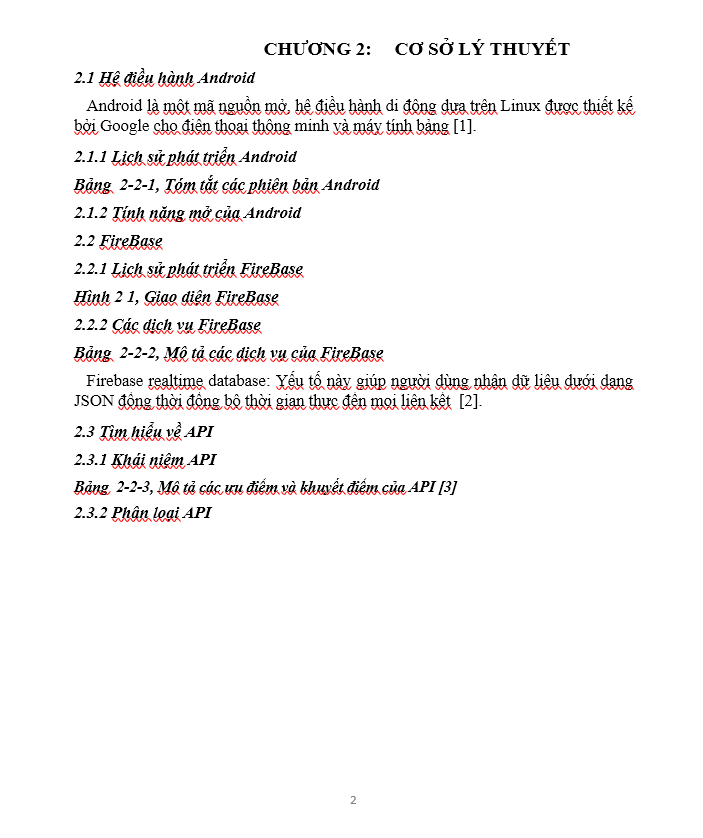 CHƯƠNG 2: CƠ SỞ LÝ THUYẾT
2.1 Hệ điều hành Android
Android là một mã nguồn mở, hệ điều hành di động dựa trên Linux được thiết kế
bởi Google cho điện thoại thông minh và máy tính bảng [1].
2.1.1 Lịch sử phát triển Android
Bảng 2-2-1, Tóm tắt các phiên bản Android
2.1.2 Tính năng mở của Android
2.2 FireBase
2.2.1 Lịch sử phát triển FireBase
Hình 2 1, Giao diện FireBase
2.2.2 Các dịch vụ FireBase
Bảng 2-2-2, Mô tả các dịch vụ của FireBase
Firebase realtime database: Yếu tố này giúp người dùng nhận dữ liệu dưới dạng
JSON đồng thời đồng bộ thời gian thực đến mọi liên kết [2].
2.3 Tìm hiểu về API
2.3.1 Khái niệm API
Bảng 2-2-3, Mô tả các ưu điểm và khuyết điểm của API [3]
2.3.2 Phân loại API
2